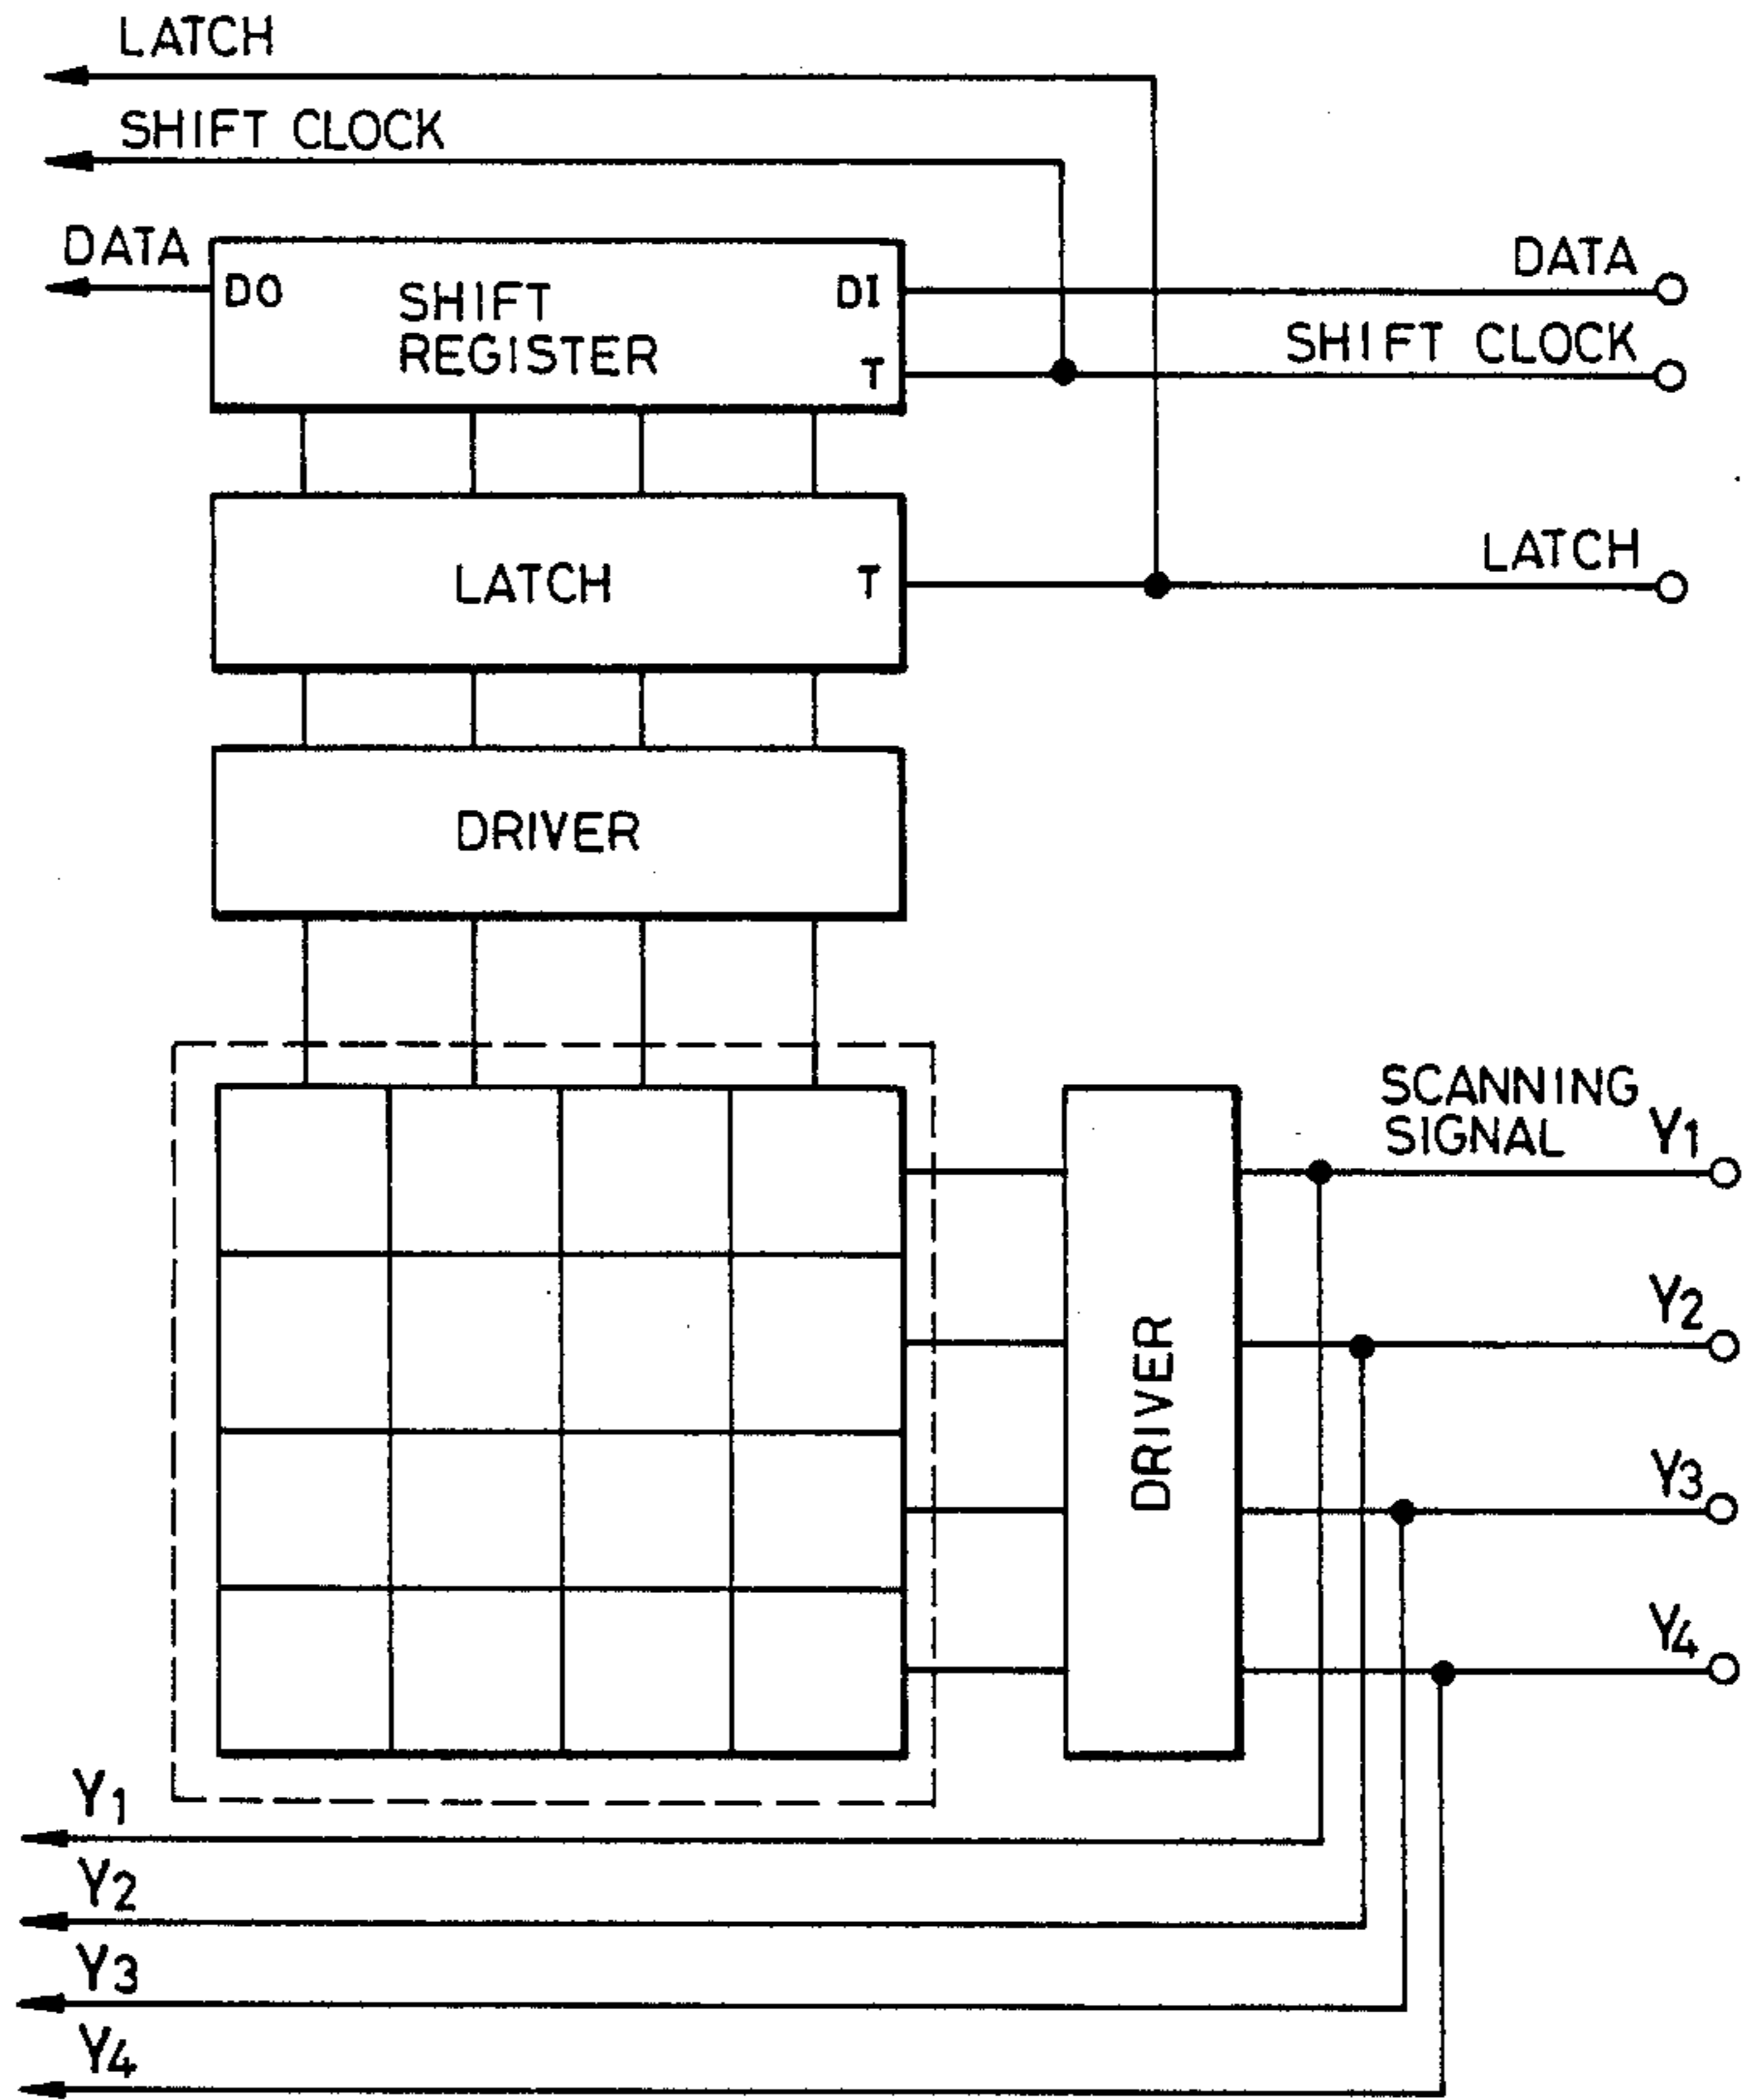 LATCH
SHIFT CLOCK
DATA
DO
SHIFT
REGISTER
DI
T
DATA
SHIFT CLOCK
LATCH
T
LATCH
DRIVER
SCANNING
SIGNAL
Y1
Y2
Y3
Y4
DRIVER
Y1
Y2
Y3
Y4